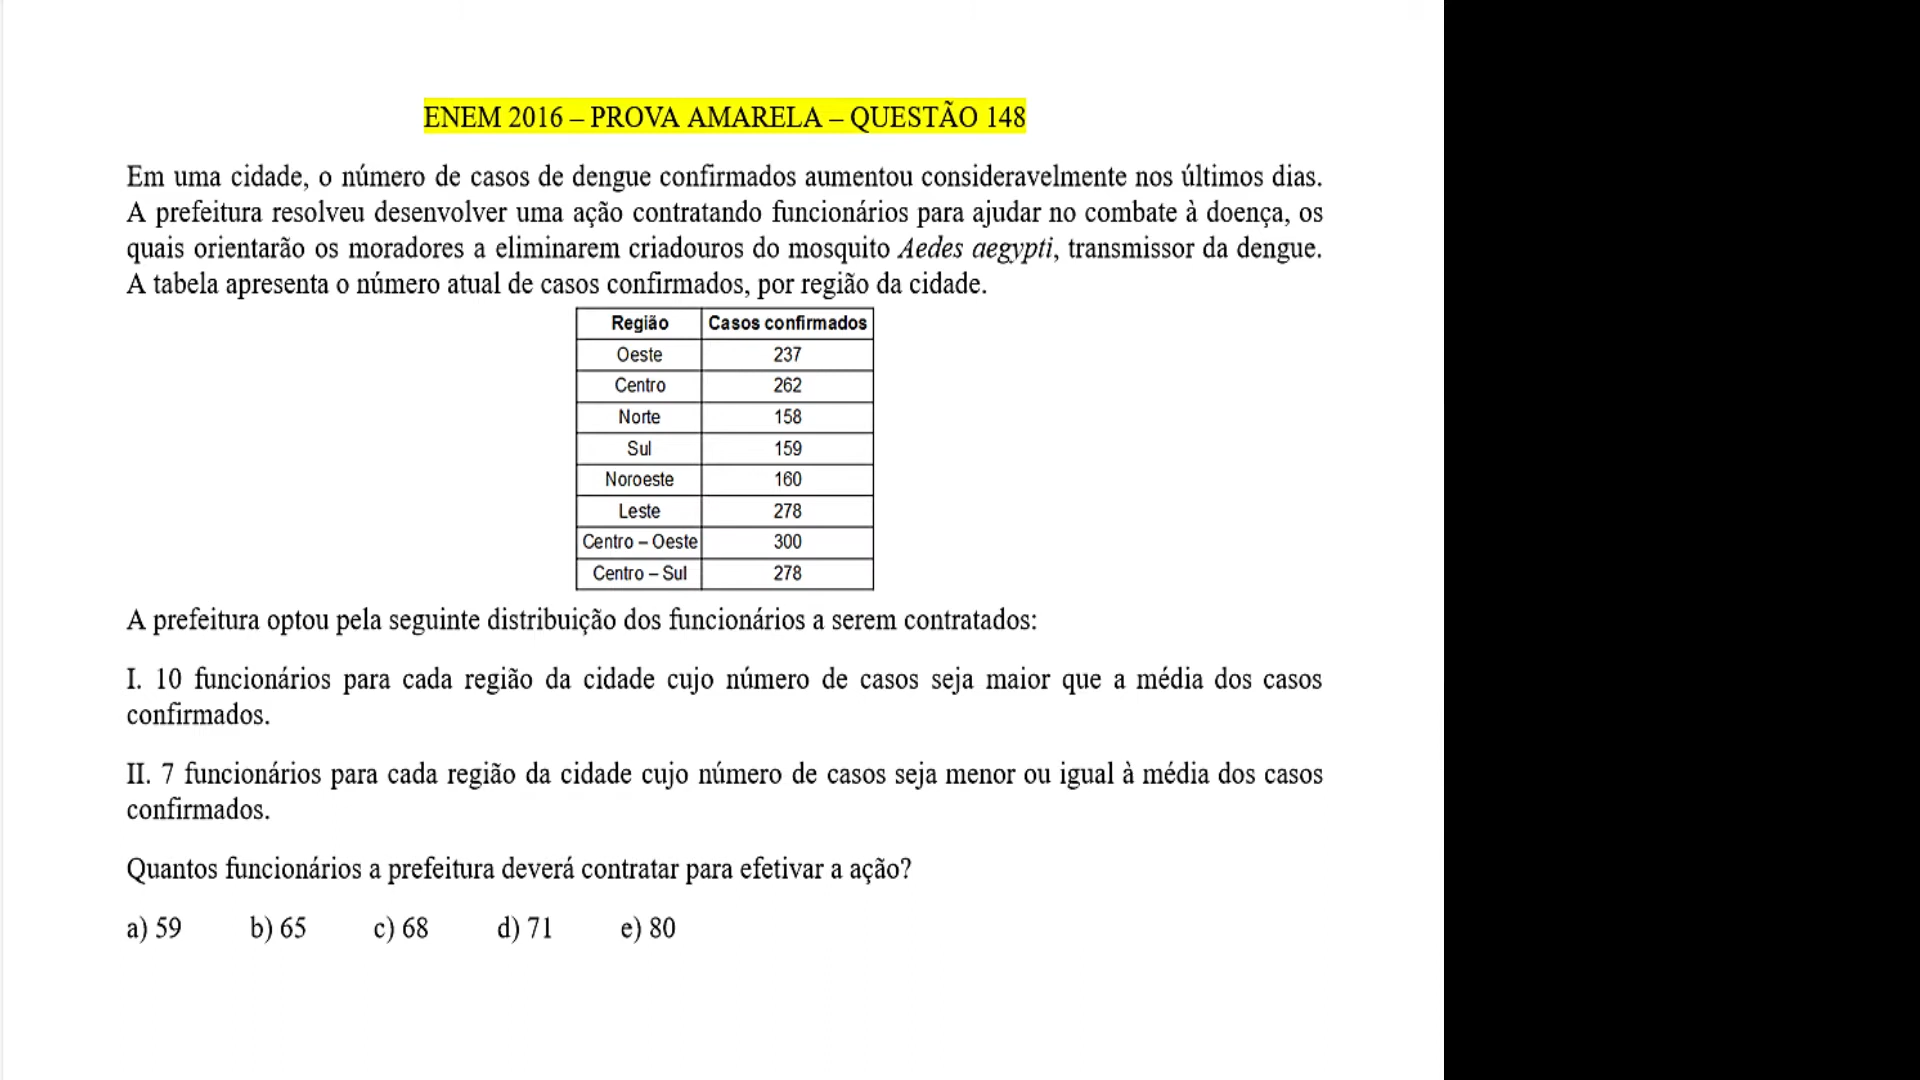 ENEM 2016 – PROVA AMARELA – QUESTÃO 148
Em uma cidade, o número de casos de dengue confirmados aumentou consideravelmente nos últimos dias.
A prefeitura resolveu desenvolver uma ação contratando funcionários para ajudar no combate à doença, os
quais orientarão os moradores a eliminarem criadouros do mosquito Aedes aegypti, transmissor da dengue.
A tabela apresenta o número atual de casos confirmados, por região da cidade.
Região Casos confirmados
Oeste 237
Centro 262
Norte 158
Sul 159
Noroeste 160
Leste 278
Centro – Oeste 300
Centro – Sul 278
A prefeitura optou pela seguinte distribuição dos funcionários a serem contratados:
I. 10 funcionários para cada região da cidade cujo número de casos seja maior que a média dos casos
confirmados.
II. 7 funcionários para cada região da cidade cujo número de casos seja menor ou igual à média dos casos
confirmados.
Quantos funcionários a prefeitura deverá contratar para efetivar a ação?
a) 59 b) 65 c) 68 d) 71 e) 80